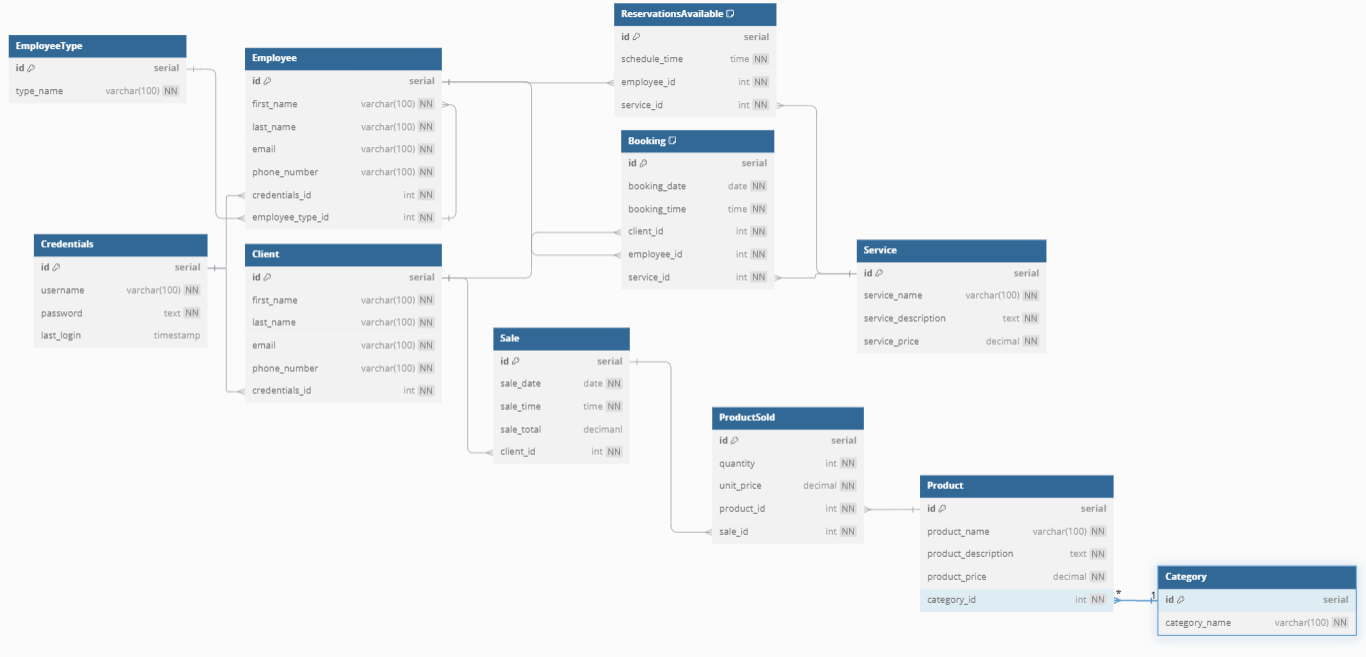 EmployeeType
id serial
type_name varchar(100) NN
Employee
id serial
first_name varchar(100) NN
last_name varchar(100) NN
email varchar(100) NN
phone_number varchar(100) NN
credentials_id int NN
employee_type_id int NN
ReservationsAvailable
id serial
schedule_time time NN
employee_id int NN
service_id int NN
Booking
id serial
booking_date date NN
booking_time time NN
client_id int NN
employee_id int NN
service_id int NN
Credentials
id serial
username varchar(100) NN
password text NN
last_login timestamp
Client
id serial
first_name varchar(100) NN
last_name varchar(100) NN
email varchar(100) NN
phone_number varchar(100) NN
credentials_id int NN
Service
id serial
service_name varchar(100) NN
service_description text NN
service_price decimal NN
Sale
id serial
sale_date date NN
sale_time time NN
sale_total decimanl
client_id int NN
ProductSold
id serial
quantity int NN
unit_price decimal NN
product_id int NN
sale_id int NN
Product
id serial
product_name varchar(100) NN
product_description text NN
product_price decimal NN
category_id int NN
* 1
Category
id serial
category_name varchar(100) NN